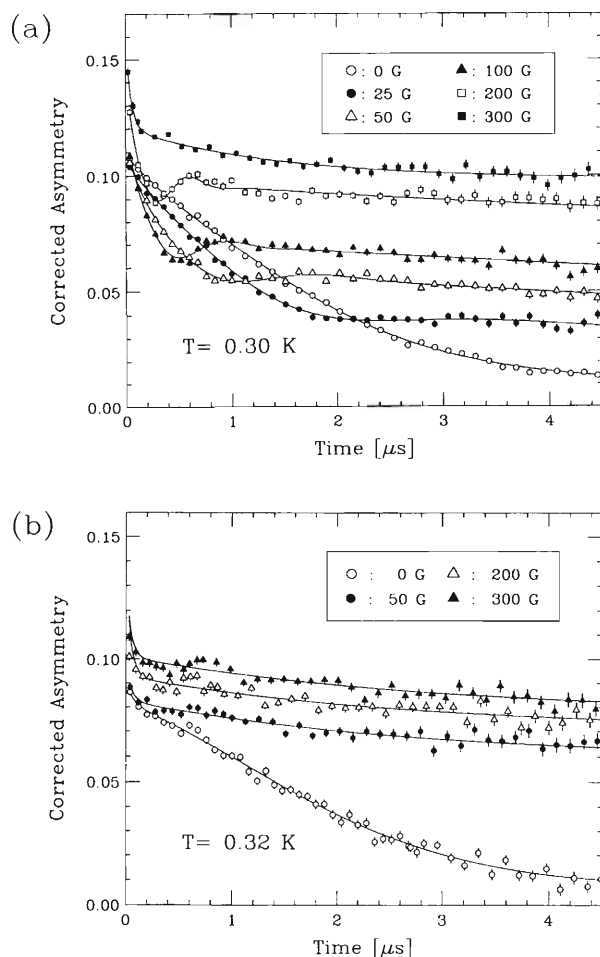 (a)
0.15
0.10
0.05
0.00
Corrected Asymmetry
○ : 0 G ▲ : 100 G
● : 25 G □ : 200 G
△ : 50 G ■ : 300 G
T= 0.30 K
0 1 2 3 4
Time [μs]
(b)
0.15
0.10
0.05
0.00
Corrected Asymmetry
○ : 0 G △ : 200 G
● : 50 G ▲ : 300 G
T= 0.32 K
0 1 2 3 4
Time [μs]